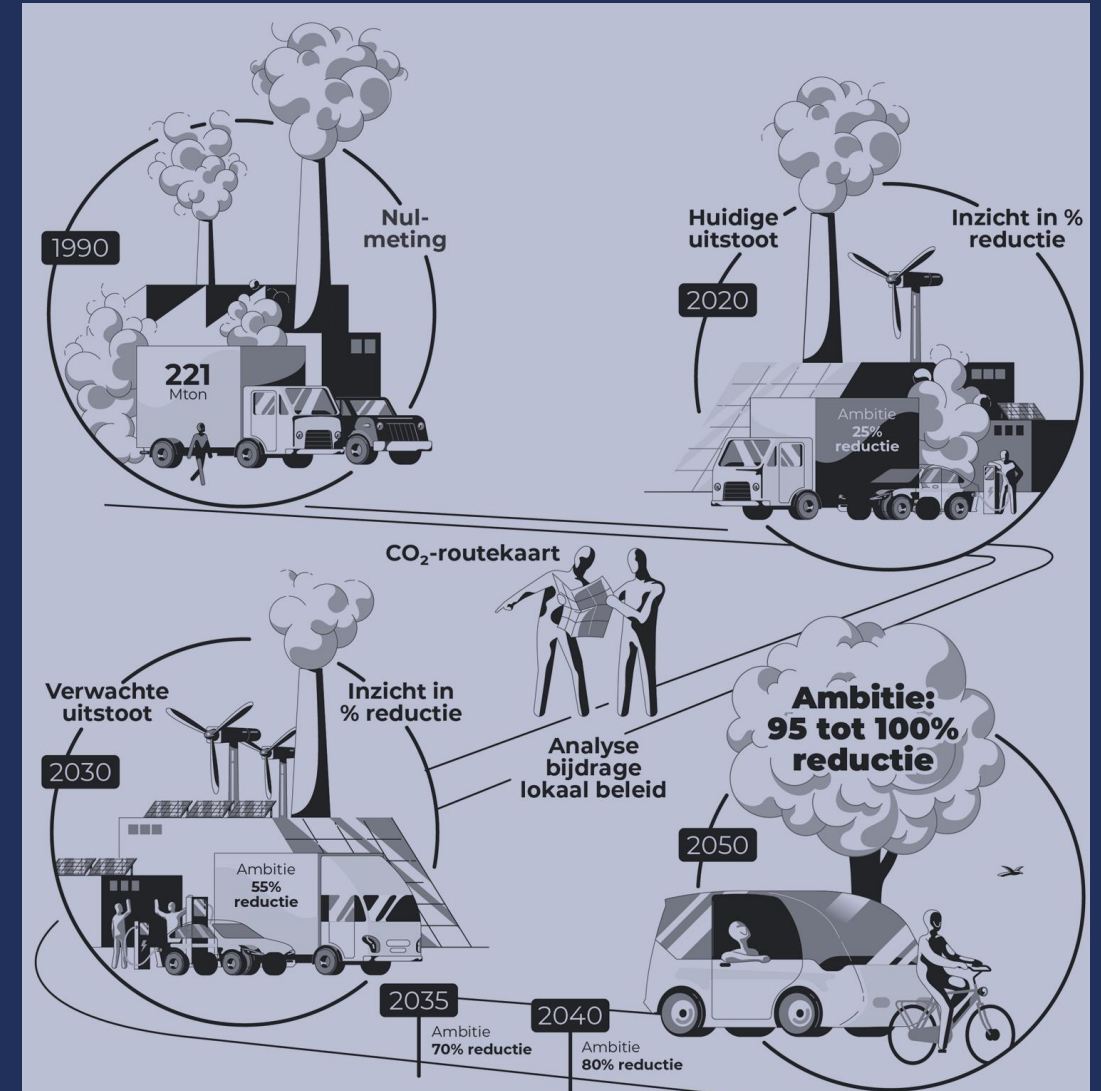 1990
Nul-
meting
221
Mton
Huidige
uitstoot
Inzicht in %
reductie
2020
Ambitie
25%
reductie
CO₂-routekaart
Verwachte
uitstoot
Inzicht in
% reductie
2030
Ambitie
55%
reductie
Analyse
bijdrage
lokaal beleid
Ambitie:
95 tot 100%
reductie
2050
2035
Ambitie
70% reductie
2040
Ambitie
80% reductie